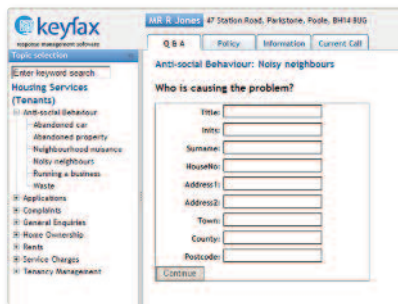 keyfax
response management software
MR R Jones 47 Station Road, Parkstone, Poole, BH14 8UG
Q & A Policy Information Current Call
Topic selection
Enter keyword search
Housing Services
(Tenants)
Anti-social Behaviour
Abandoned car
Abandoned property
Neighbourhood nuisance
Noisy neighbours
Running a business
Waste
Applications
Complaints
General Enquiries
Home Ownership
Rents
Service Charges
Tenancy Management
Anti-social Behaviour: Noisy neighbours
Who is causing the problem?
Title:
Inits:
Surname:
HouseNo:
Address1:
Address2:
Town:
County:
Postcode:
Continue